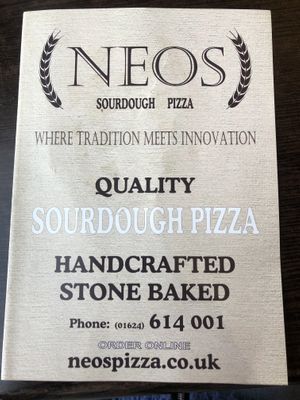 (NEOS)
SOURDOUGH PIZZA
WHERE TRADITION MEETS INNOVATION
QUALITY
SOURDOUGH PIZZA
HANDCRAFTED
STONE BAKED
Phone: (01624) 614 001
ORDER ONLINE
neospizza.co.uk